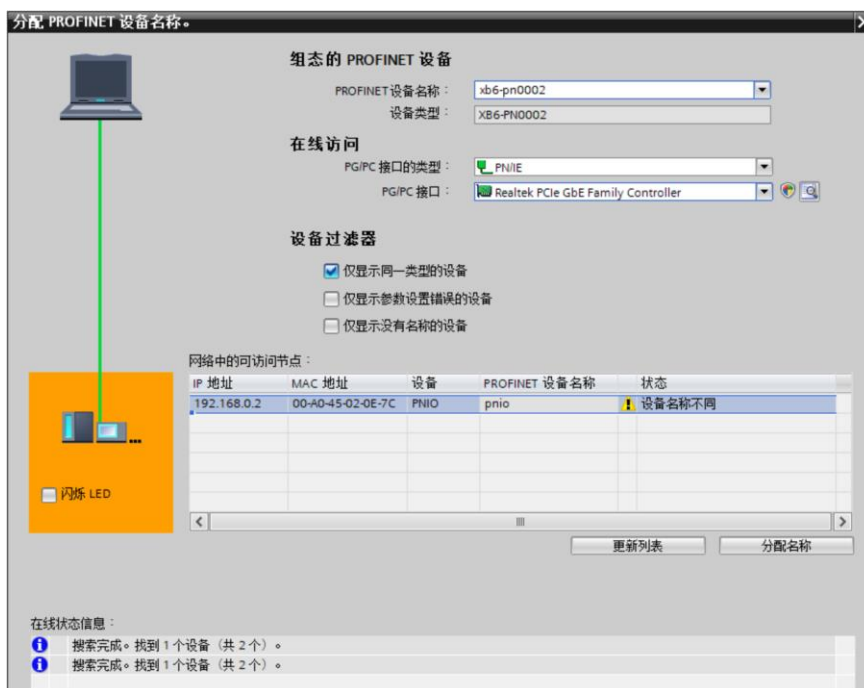 分配 PROFINET 设备名称。
组态的 PROFINET 设备
PROFINET设备名称： xb6-pn0002
设备类型： XB6-PN0002
在线访问
PG/PC 接口的类型： PN/IE
PG/PC 接口： Realtek PCIe GbE Family Controller
设备过滤器
仅显示同一类型的设备
仅显示参数设置错误的设备
仅显示没有名称的设备
网络中的可访问节点：
IP 地址 MAC 地址 设备 PROFINET 设备名称 状态
192.168.0.2 00-A0-45-02-0E-7C PNIO pnio 设备名称不同
闪烁 LED
更新列表 分配名称
在线状态信息：
搜索完成。找到 1 个设备（共 2 个）。
搜索完成。找到 1 个设备（共 2 个）。